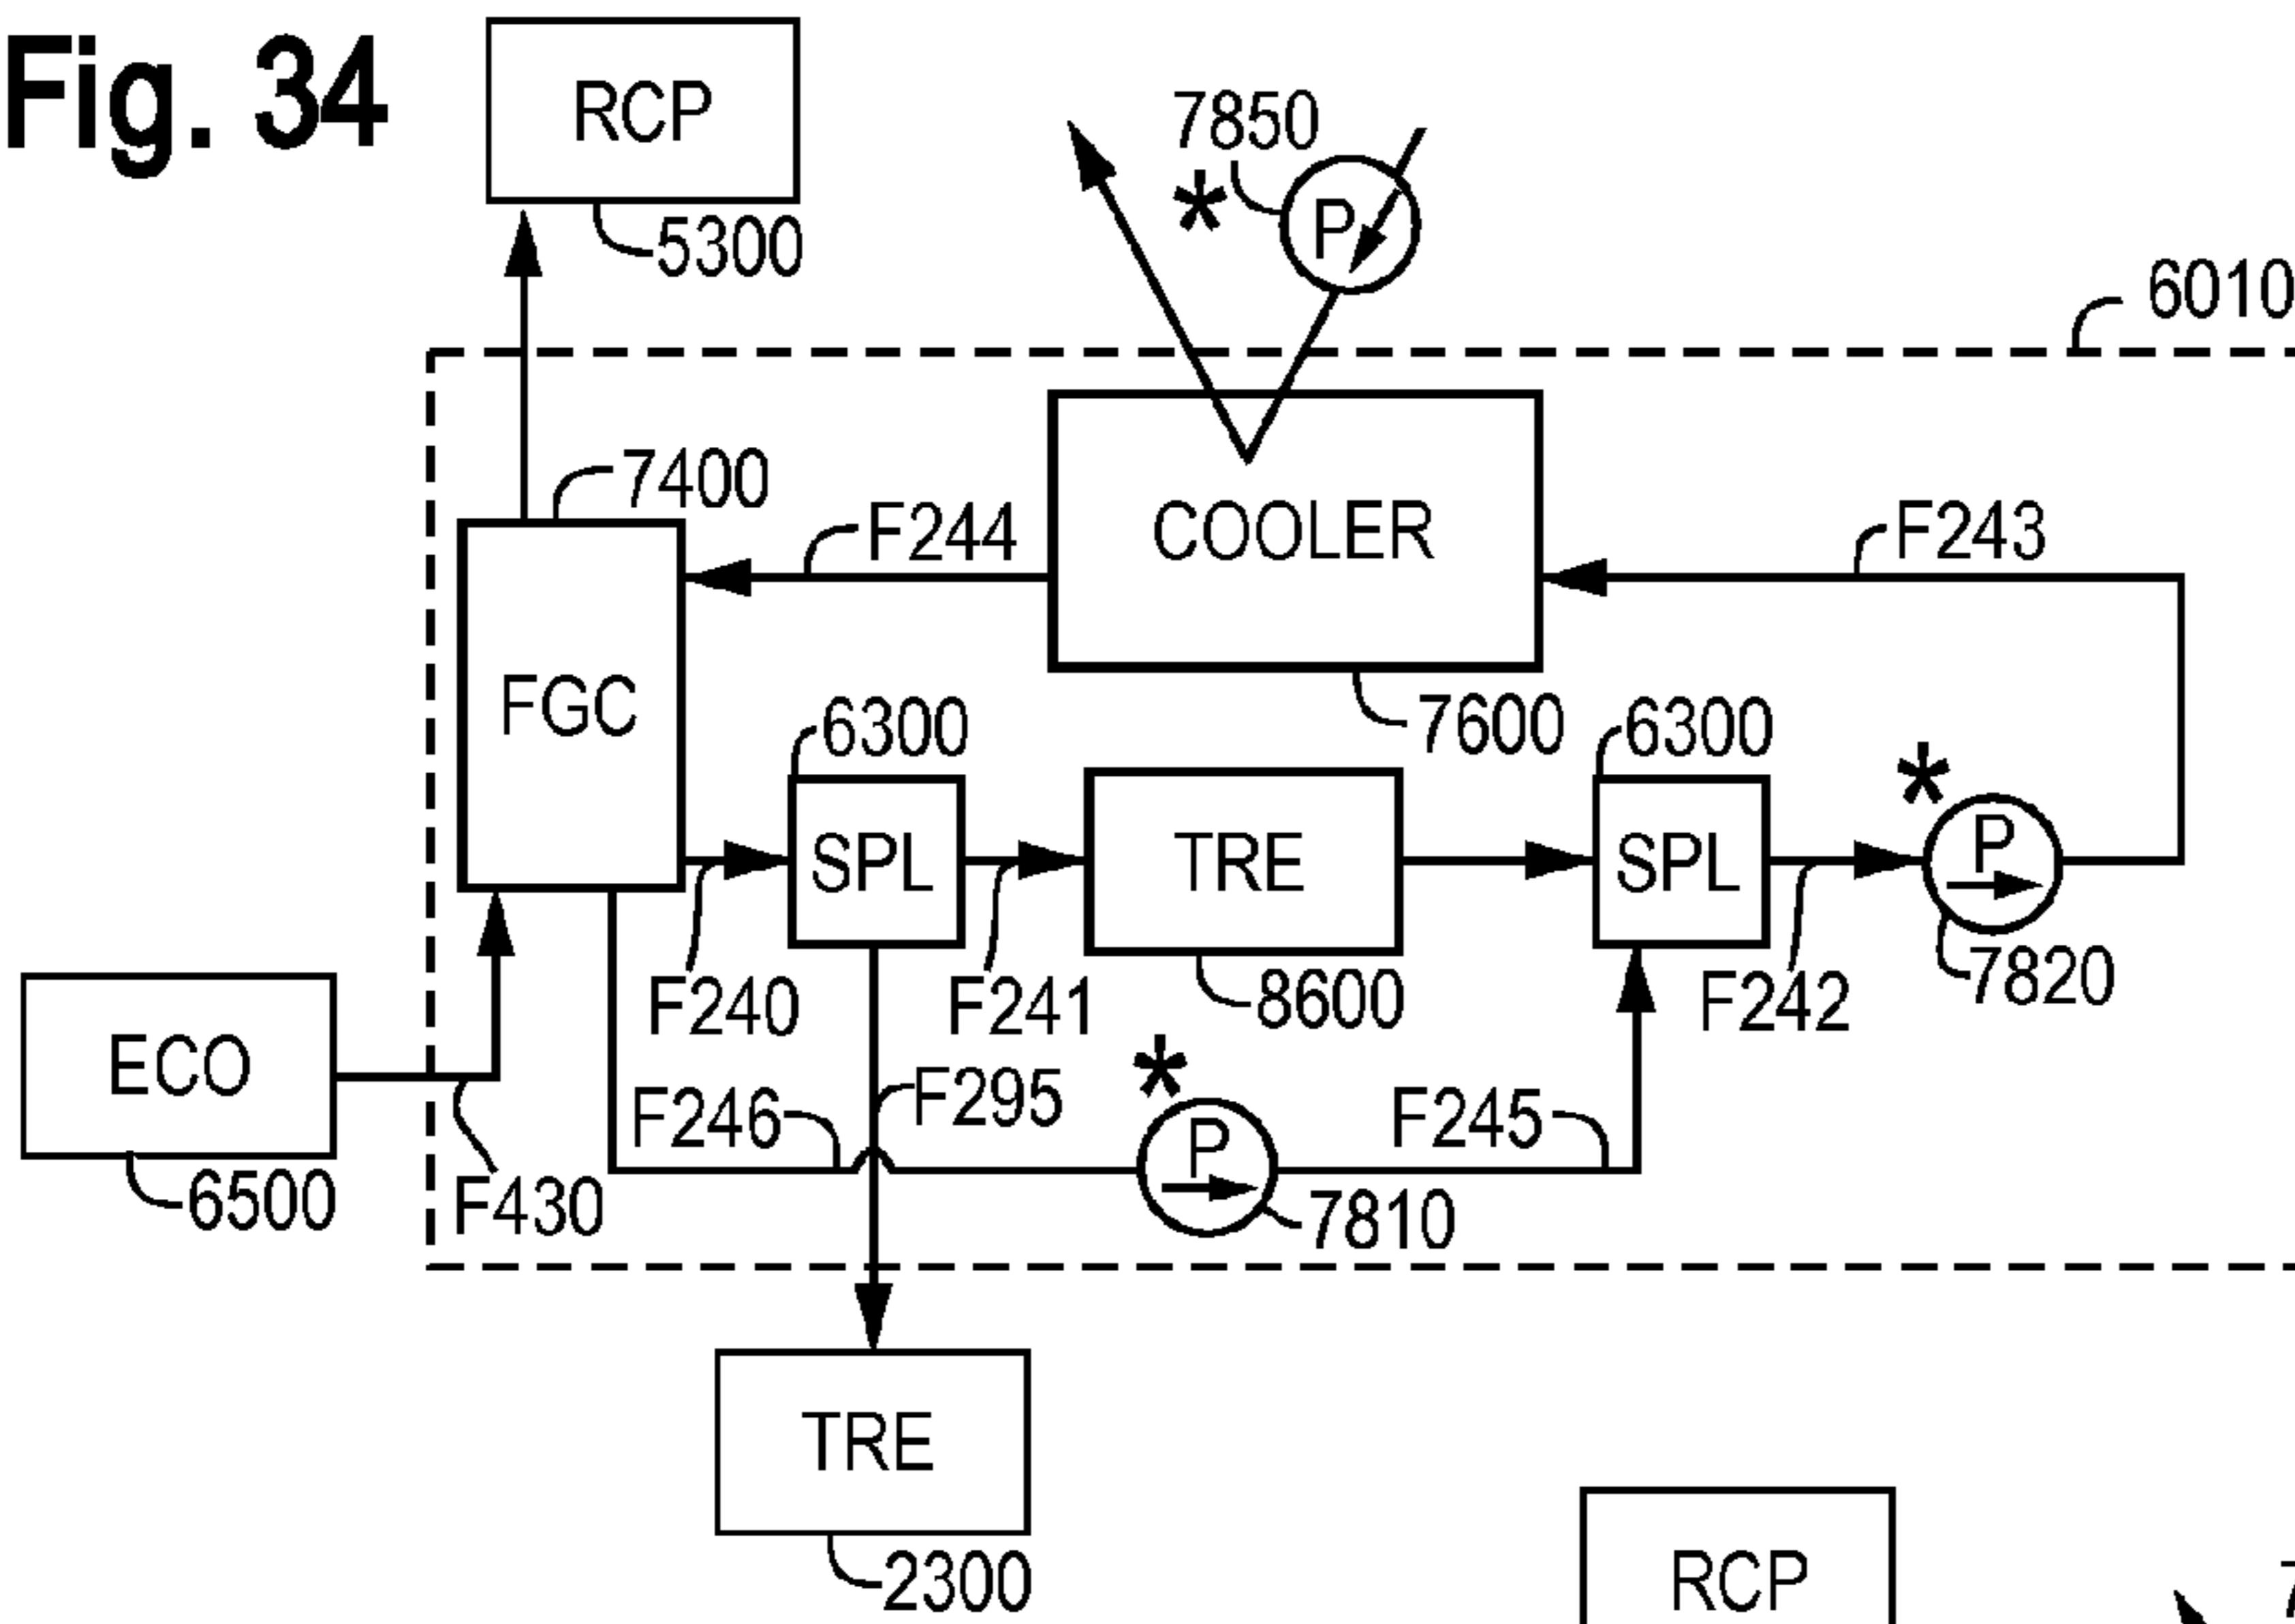 Fig. 34
RCP
5300
7850
*
P
6010
7400
F244
COOLER
F243
FGC
7600
6300
6300
*
SPL
TRE
SPL
P
F240
F241
8600
F242
7820
ECO
6500
F430
F246
F295
*
P
F245
7810
TRE
2300
RCP